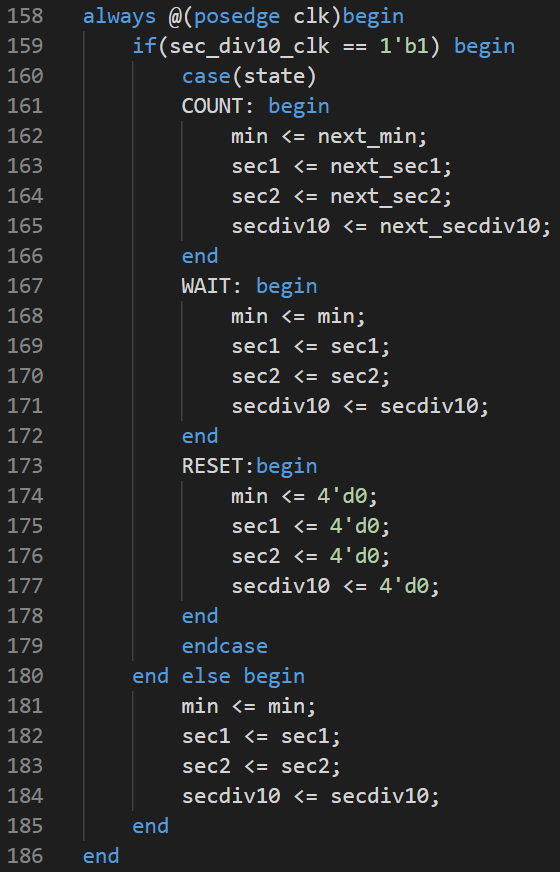 158 always @(posedge clk)begin
159     if(sec_div10_clk == 1'b1) begin
160         case(state)
161         COUNT: begin
162             min <= next_min;
163             sec1 <= next_sec1;
164             sec2 <= next_sec2;
165             secdiv10 <= next_secdiv10;
166         end
167         WAIT: begin
168             min <= min;
169             sec1 <= sec1;
170             sec2 <= sec2;
171             secdiv10 <= secdiv10;
172         end
173         RESET:begin
174             min <= 4'd0;
175             sec1 <= 4'd0;
176             sec2 <= 4'd0;
177             secdiv10 <= 4'd0;
178         end
179         endcase
180     end else begin
181         min <= min;
182         sec1 <= sec1;
183         sec2 <= sec2;
184         secdiv10 <= secdiv10;
185     end
186 end